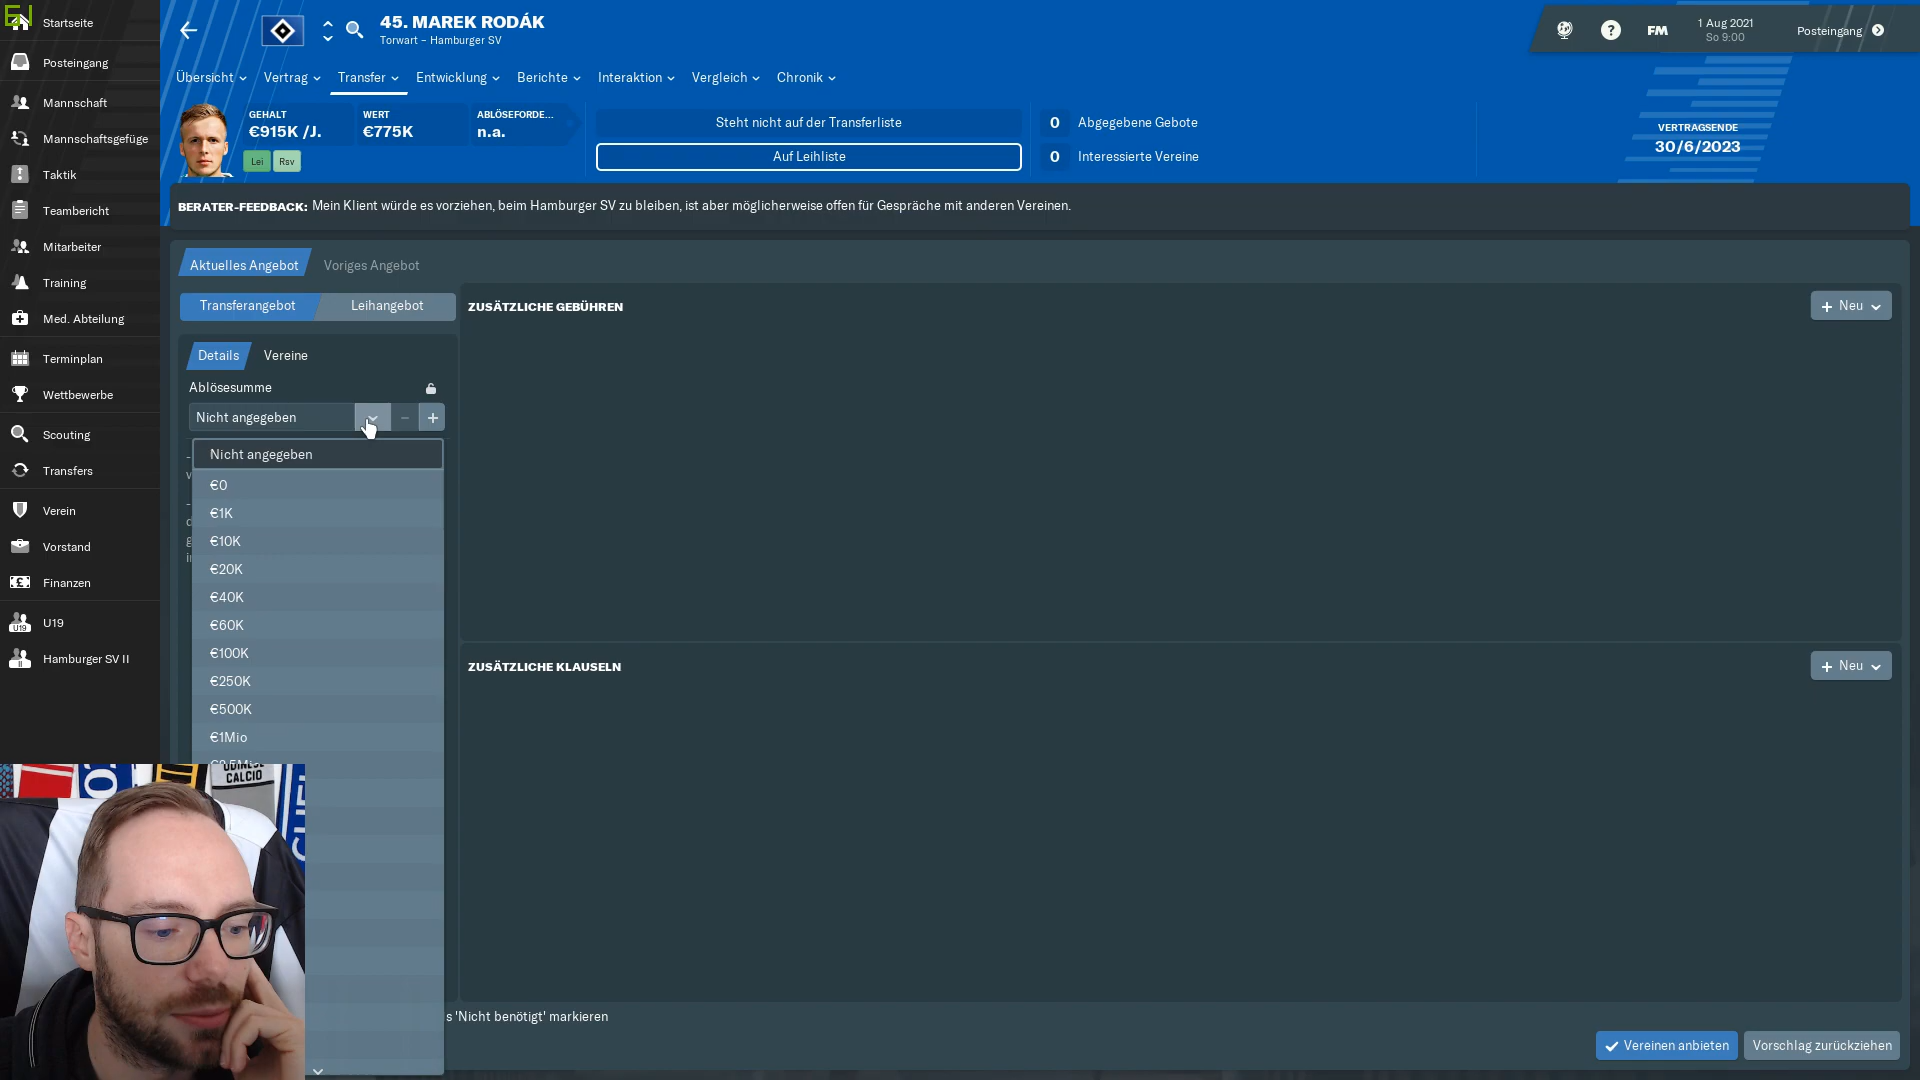 Startseite
Posteingang
Mannschaft
Mannschaftsgefüge
Taktik
Teambericht
Mitarbeiter
Training
Med. Abteilung
Terminplan
Wettbewerbe
Scouting
Transfers
Verein
Vorstand
Finanzen
U19
U19
Hamburger SV II
45. MAREK RODÁK
Torwart – Hamburger SV
FM
1 Aug 2021
So 9:00
Posteingang
Übersicht
Vertrag
Transfer
Entwicklung
Berichte
Interaktion
Vergleich
Chronik
GEHALT
€915K /J.
WERT
€775K
ABLÖSEFORDE...
n.a.
Lei
Rsv
Steht nicht auf der Transferliste
Auf Leihliste
0 Abgegebene Gebote
0 Interessierte Vereine
VERTRAGSENDE
30/6/2023
BERATER-FEEDBACK: Mein Klient würde es vorziehen, beim Hamburger SV zu bleiben, ist aber möglicherweise offen für Gespräche mit anderen Vereinen.
Aktuelles Angebot
Voriges Angebot
Transferangebot
Leihangebot
Details
Vereine
Ablösesumme
Nicht angegeben
Nicht angegeben
€0
€1K
€10K
€20K
€40K
€60K
€100K
€250K
€500K
€1Mio
ZUSÄTZLICHE GEBÜHREN
Neu
ZUSÄTZLICHE KLAUSELN
Neu
s 'Nicht benötigt' markieren
Vereinen anbieten
Vorschlag zurückziehen
UDINESE
CALCIO